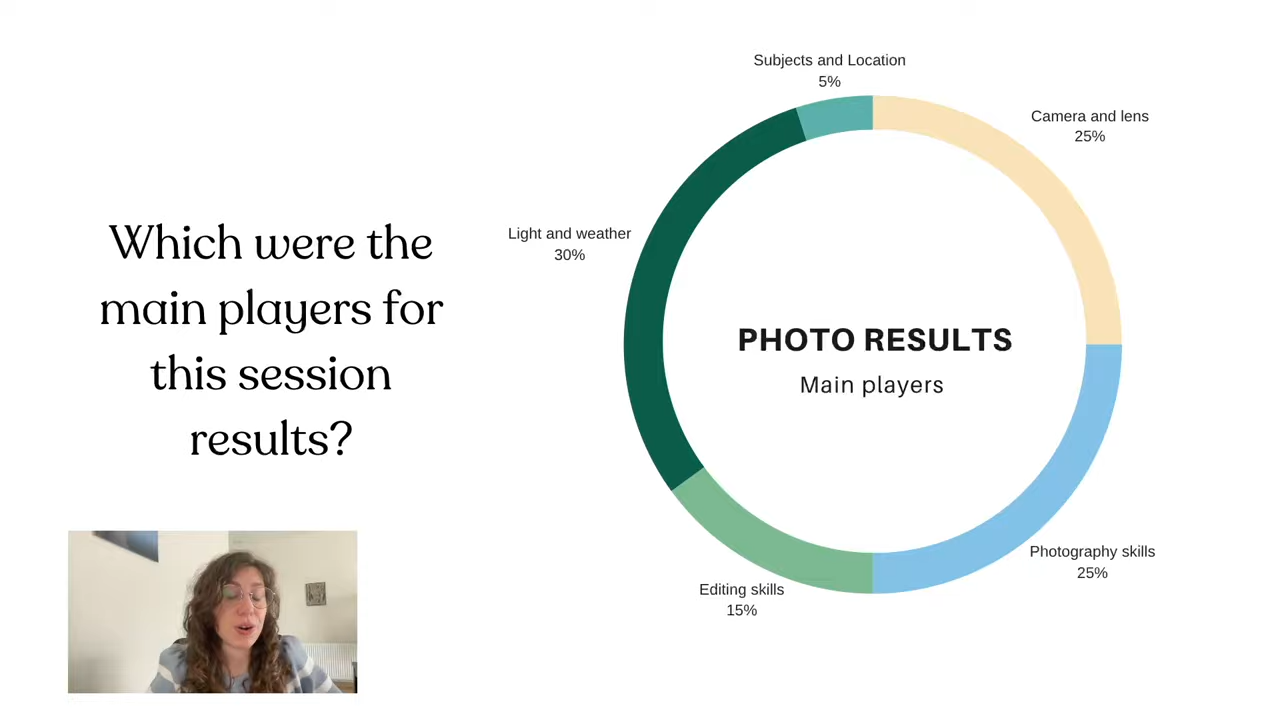 Which were the
main players for
this session
results?
Subjects and Location
5%
Camera and lens
25%
Light and weather
30%
PHOTO RESULTS
Main players
Photography skills
25%
Editing skills
15%